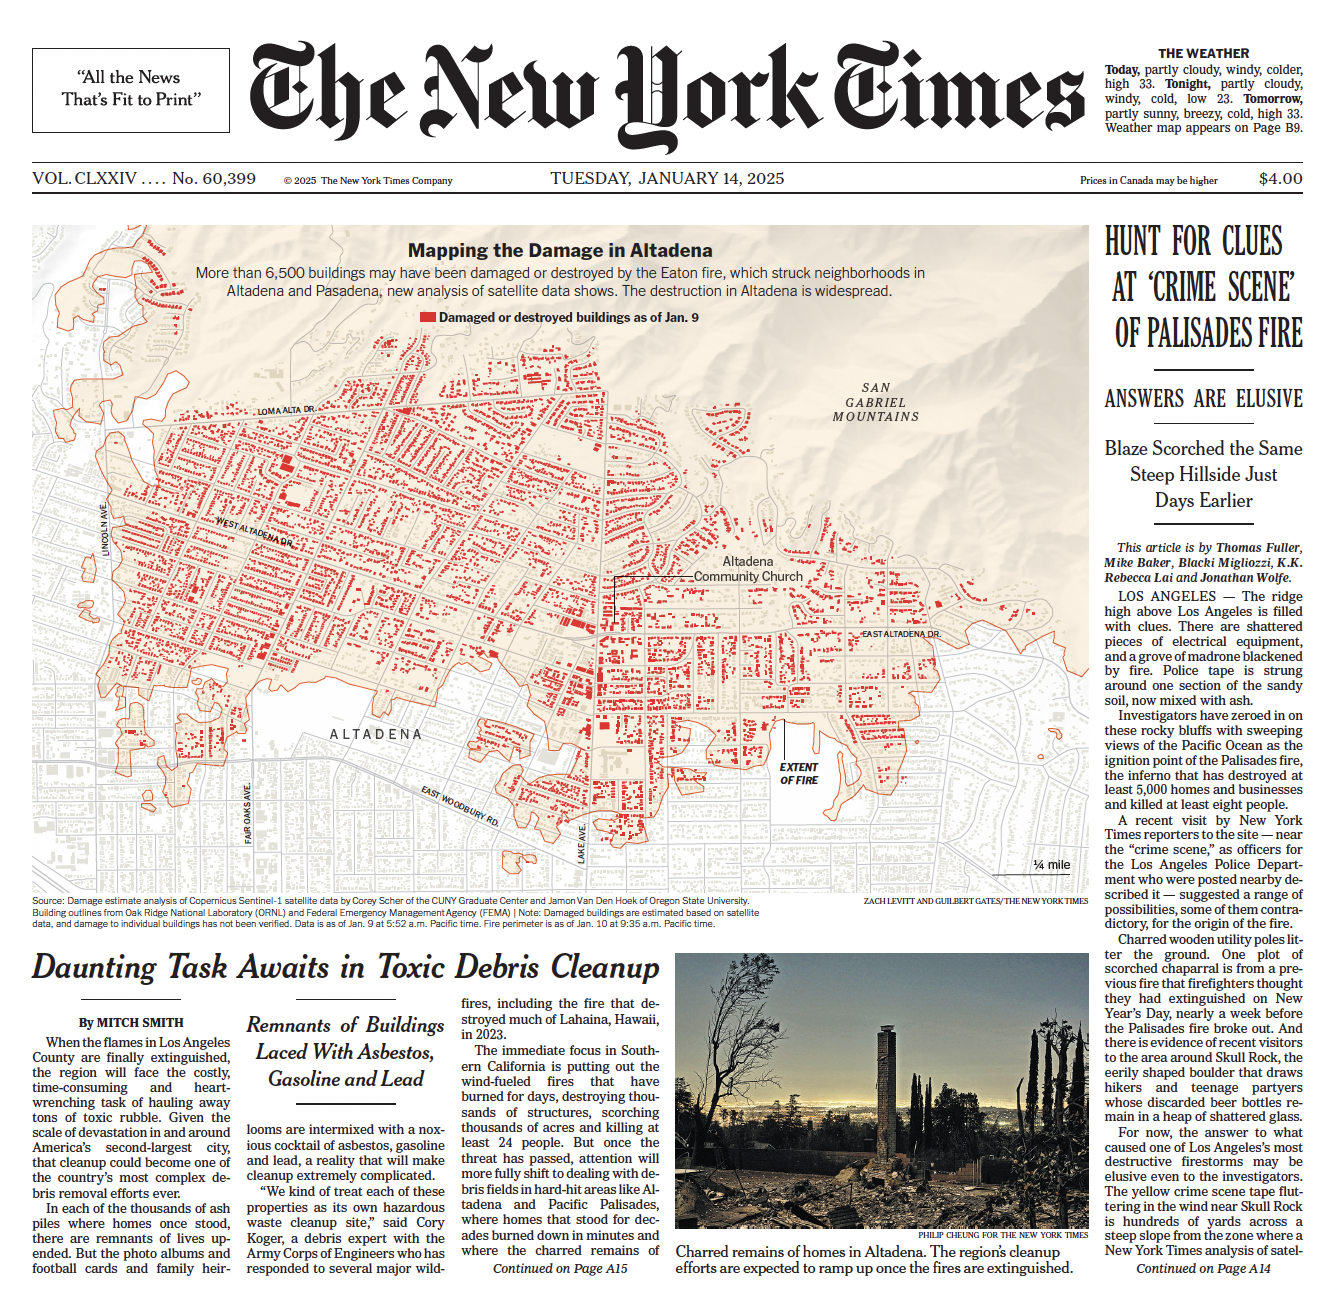 "All the News
That's Fit to Print"
The New York Times
THE WEATHER
Today, partly cloudy, windy, colder,
high 33. Tonight, partly cloudy,
windy, cold, low 23. Tomorrow,
partly sunny, breezy, cold, high 33.
Weather map appears on Page B9.
VOL. CLXXIV .... No. 60,399
© 2025 The New York Times Company
TUESDAY, JANUARY 14, 2025
Prices in Canada may be higher
$4.00
Mapping the Damage in Altadena
More than 6,500 buildings may have been damaged or destroyed by the Eaton fire, which struck neighborhoods in
Altadena and Pasadena, new analysis of satellite data shows. The destruction in Altadena is widespread.
Damaged or destroyed buildings as of Jan. 9
SAN
GABRIEL
MOUNTAINS
LOMA ALTA DR.
LINCOLN AVE.
WEST ALTADENA DR.
Altadena
Community Church
EAST ALTADENA DR.
ALTADENA
EXTENT
OF FIRE
FAIR OAKS AVE.
EAST WOODBURY RD.
LAKE AVE.
¼ mile
Source: Damage estimate analysis of Copernicus Sentinel-1 satellite data by Corey Scher of the CUNY Graduate Center and Jamon Van Den Hoek of Oregon State University.
Building outlines from Oak Ridge National Laboratory (ORNL) and Federal Emergency Management Agency (FEMA) | Note: Damaged buildings are estimated based on satellite
data, and damage to individual buildings has not been verified. Data is as of Jan. 9 at 5:52 a.m. Pacific time. Fire perimeter is as of Jan. 10 at 9:35 a.m. Pacific time.
ZACH LEVITT AND GUILBERT GATES/THE NEW YORK TIMES
Daunting Task Awaits in Toxic Debris Cleanup
By MITCH SMITH
When the flames in Los Angeles
County are finally extinguished,
the region will face the costly,
time-consuming and heart-
wrenching task of hauling away
tons of toxic rubble. Given the
scale of devastation in and around
America's second-largest city,
that cleanup could become one of
the country's most complex de-
bris removal efforts ever.
In each of the thousands of ash
piles where homes once stood,
there are remnants of lives up-
ended. But the photo albums and
football cards and family heir-
Remnants of Buildings
Laced With Asbestos,
Gasoline and Lead
looms are intermixed with a nox-
ious cocktail of asbestos, gasoline
and lead, a reality that will make
cleanup extremely complicated.
"We kind of treat each of these
properties as its own hazardous
waste cleanup site," said Cory
Koger, a debris expert with the
Army Corps of Engineers who has
responded to several major wild-
fires, including the fire that de-
stroyed much of Lahaina, Hawaii,
in 2023.
The immediate focus in South-
ern California is putting out the
wind-fueled fires that have
burned for days, destroying thou-
sands of structures, scorching
thousands of acres and killing at
least 24 people. But once the
threat has passed, attention will
more fully shift to dealing with de-
bris fields in hard-hit areas like Al-
tadena and Pacific Palisades,
where homes that stood for dec-
ades burned down in minutes and
where the charred remains of
Continued on Page A15
PHILIP CHEUNG FOR THE NEW YORK TIMES
Charred remains of homes in Altadena. The region's cleanup
efforts are expected to ramp up once the fires are extinguished.
HUNT FOR CLUES
AT 'CRIME SCENE'
OF PALISADES FIRE
ANSWERS ARE ELUSIVE
Blaze Scorched the Same
Steep Hillside Just
Days Earlier
This article is by Thomas Fuller,
Mike Baker, Blacki Migliozzi, K.K.
Rebecca Lai and Jonathan Wolfe.
LOS ANGELES — The ridge
high above Los Angeles is filled
with clues. There are shattered
pieces of electrical equipment,
and a grove of madrone blackened
by fire. Police tape is strung
around one section of the sandy
soil, now mixed with ash.
Investigators have zeroed in on
these rocky bluffs with sweeping
views of the Pacific Ocean as the
ignition point of the Palisades fire,
the inferno that has destroyed at
least 5,000 homes and businesses
and killed at least eight people.
A recent visit by New York
Times reporters to the site — near
the "crime scene," as officers for
the Los Angeles Police Depart-
ment who were posted nearby de-
scribed it — suggested a range of
possibilities, some of them contra-
dictory, for the origin of the fire.
Charred wooden utility poles lit-
ter the ground. One plot of
scorched chaparral is from a pre-
vious fire that firefighters thought
they had extinguished on New
Year's Day, nearly a week before
the Palisades fire broke out. And
there is evidence of recent visitors
to the area around Skull Rock, the
eerily shaped boulder that draws
hikers and teenage partyers
whose discarded beer bottles re-
main in a heap of shattered glass.
For now, the answer to what
caused one of Los Angeles's most
destructive firestorms may be
elusive even to the investigators.
The yellow crime scene tape flut-
tering in the wind near Skull Rock
is hundreds of yards across a
steep slope from the zone where a
New York Times analysis of satel-
Continued on Page A14